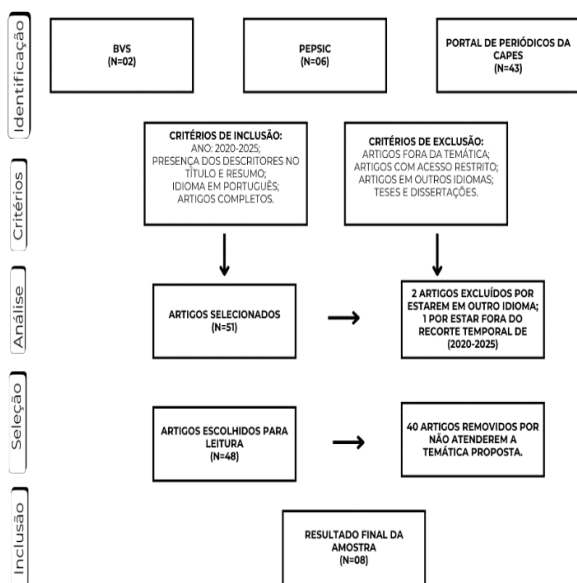 Identificação
BVS
(N=02)
PEPSIC
(N=06)
PORTAL DE PERIÓDICOS DA
CAPES
(N=43)
Critérios
CRITÉRIOS DE INCLUSÃO:
ANO: 2020-2025;
PRESENÇA DOS DESCRITORES NO
TÍTULO E RESUMO;
IDIOMA EM PORTUGUÊS;
ARTIGOS COMPLETOS.
CRITÉRIOS DE EXCLUSÃO:
ARTIGOS FORA DA TEMÁTICA;
ARTIGOS COM ACESSO RESTRITO;
ARTIGOS EM OUTROS IDIOMAS;
TESES E DISSERTAÇÕES.
Análise
ARTIGOS SELECIONADOS
(N=51)
2 ARTIGOS EXCLUÍDOS POR
ESTAREM EM OUTRO IDIOMA;
1 POR ESTAR FORA DO
RECORTE TEMPORAL DE
(2020-2025)
Seleção
ARTIGOS ESCOLHIDOS PARA
LEITURA
(N=48)
40 ARTIGOS REMOVIDOS POR
NÃO ATENDEREM A
TEMÁTICA PROPOSTA.
Inclusão
RESULTADO FINAL DA
AMOSTRA
(N=08)